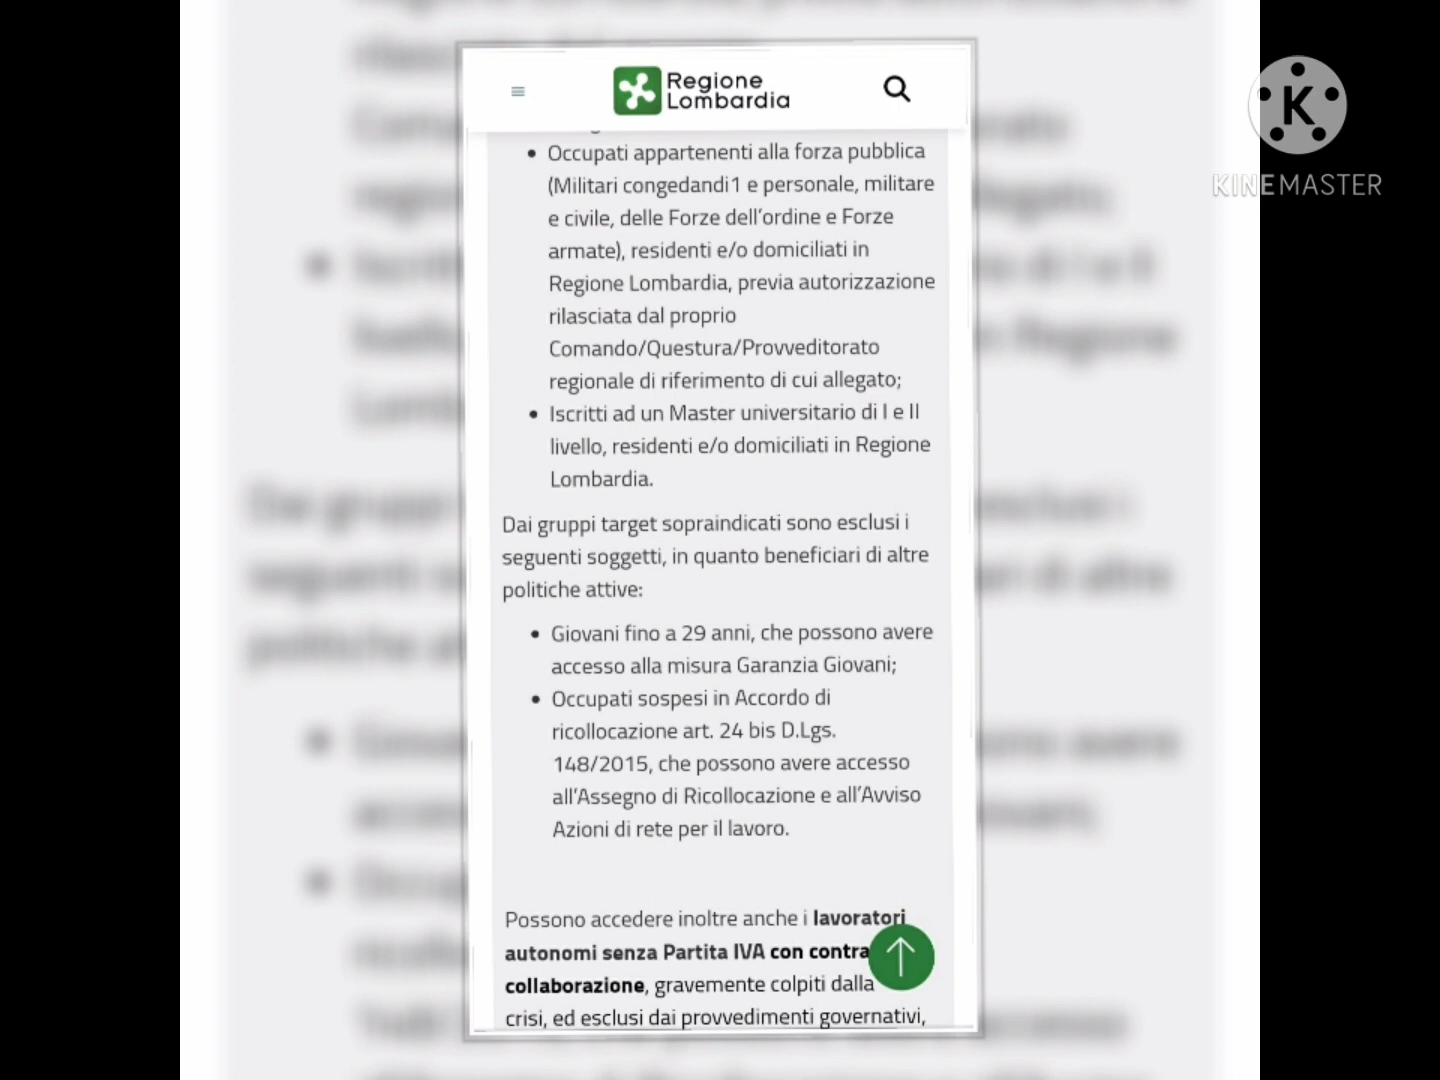 Regione
Lombardia
Occupati appartenenti alla forza pubblica
(Militari congedandi1 e personale, militare
e civile, delle Forze dell'ordine e Forze
armate), residenti e/o domiciliati in
Regione Lombardia, previa autorizzazione
rilasciata dal proprio
Comando/Questura/Provveditorato
regionale di riferimento di cui allegato;
Iscritti ad un Master universitario di I e II
livello, residenti e/o domiciliati in Regione
Lombardia.
Dai gruppi target sopraindicati sono esclusi i
seguenti soggetti, in quanto beneficiari di altre
politiche attive:
Giovani fino a 29 anni, che possono avere
accesso alla misura Garanzia Giovani;
Occupati sospesi in Accordo di
ricollocazione art. 24 bis D.Lgs.
148/2015, che possono avere accesso
all'Assegno di Ricollocazione e all'Avviso
Azioni di rete per il lavoro.
Possono accedere inoltre anche i lavoratori
autonomi senza Partita IVA con contra
collaborazione, gravemente colpiti dalla
crisi, ed esclusi dai provvedimenti governativi,
K
KINEMASTER